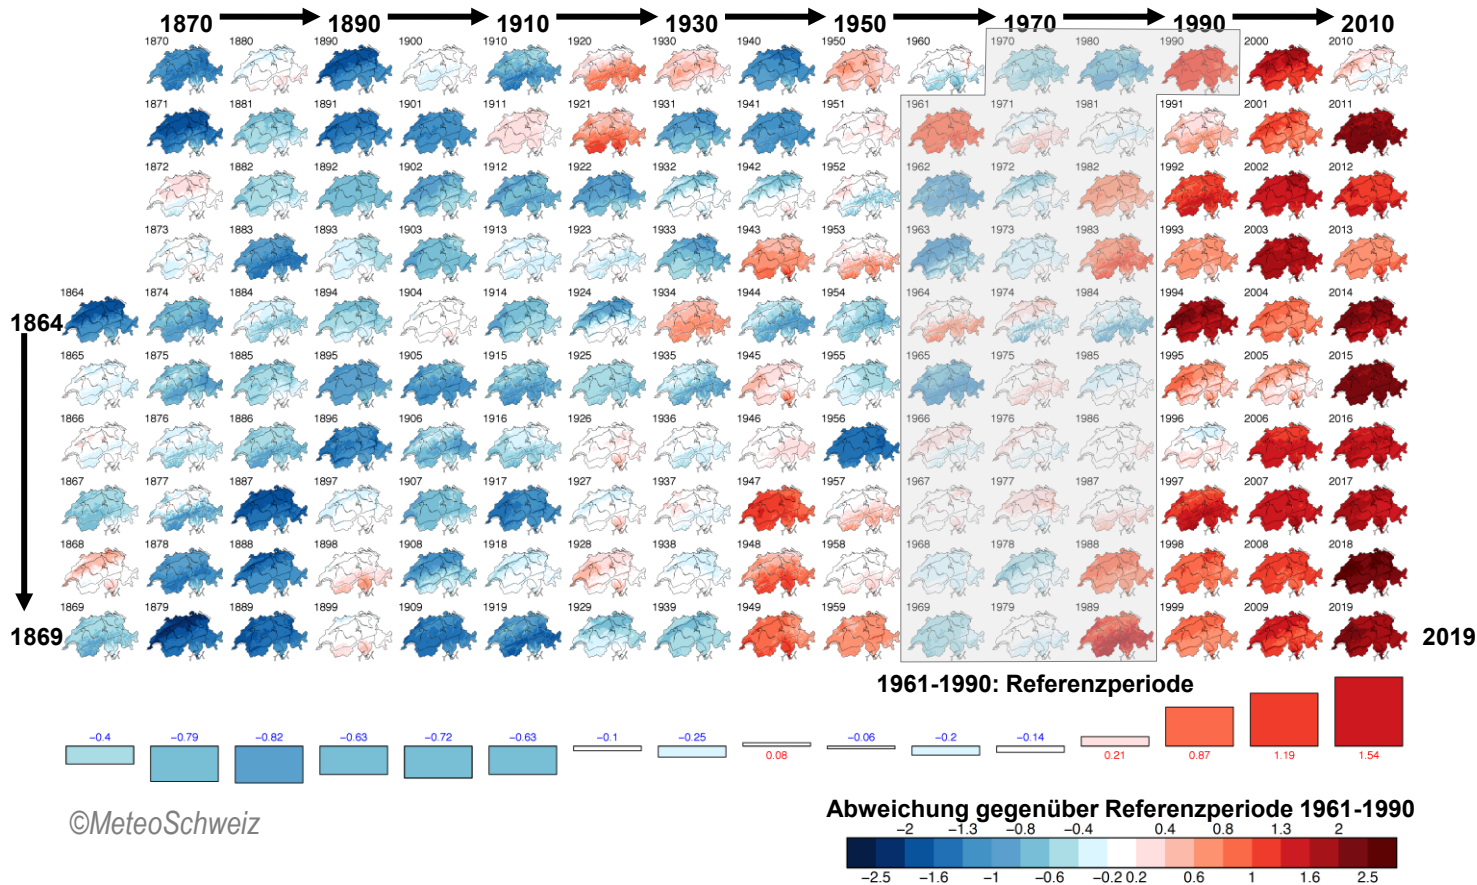 1870 1890 1910 1930 1950 1970 1990 2010
1870 1880 1890 1900 1910 1920 1930 1940 1950 1960 1970 1980 1990 2000 2010
1871 1881 1891 1901 1911 1921 1931 1941 1951 1961 1971 1981 1991 2001 2011
1872 1882 1892 1902 1912 1922 1932 1942 1952 1962 1972 1982 1992 2002 2012
1873 1883 1893 1903 1913 1923 1933 1943 1953 1963 1973 1983 1993 2003 2013
1864 1874 1884 1894 1904 1914 1924 1934 1944 1954 1964 1974 1984 1994 2004 2014
1864
1865 1875 1885 1895 1905 1915 1925 1935 1945 1955 1965 1975 1985 1995 2005 2015
1866 1876 1886 1896 1906 1916 1926 1936 1946 1956 1966 1976 1986 1996 2006 2016
1867 1877 1887 1897 1907 1917 1927 1937 1947 1957 1967 1977 1987 1997 2007 2017
1868 1878 1888 1898 1908 1918 1928 1938 1948 1958 1968 1978 1988 1998 2008 2018
1869 1879 1889 1899 1909 1919 1929 1939 1949 1959 1969 1979 1989 1999 2009 2019
1869 2019
1961-1990: Referenzperiode
−0.4 −0.79 −0.82 −0.63 −0.72 −0.63 −0.1 −0.25 0.08 −0.06 −0.2 −0.14 0.21 0.87 1.19 1.54
©MeteoSchweiz
Abweichung gegenüber Referenzperiode 1961-1990
−2 −1.3 −0.8 −0.4 0.4 0.8 1.3 2
−2.5 −1.6 −1 −0.6 −0.2 0.2 0.6 1 1.6 2.5